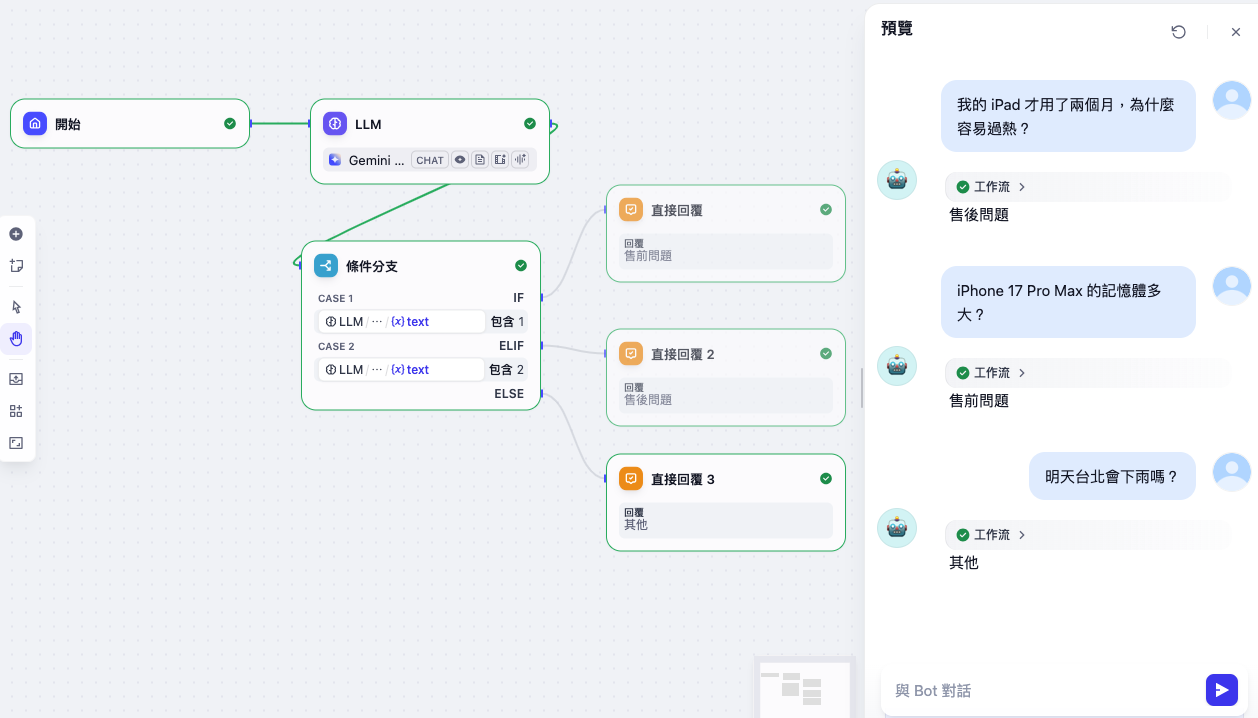 開始
LLM
Gemini ...
CHAT
條件分支
CASE 1
IF
LLM / ··· / (x) text
包含 1
CASE 2
ELIF
LLM / ··· / (x) text
包含 2
ELSE
直接回覆
回覆
售前問題
直接回覆 2
回覆
售後問題
直接回覆 3
回覆
其他
預覽
我的 iPad 才用了兩個月，為什麼
容易過熱？
工作流
售後問題
iPhone 17 Pro Max 的記憶體多
大？
工作流
售前問題
明天台北會下雨嗎？
工作流
其他
與 Bot 對話